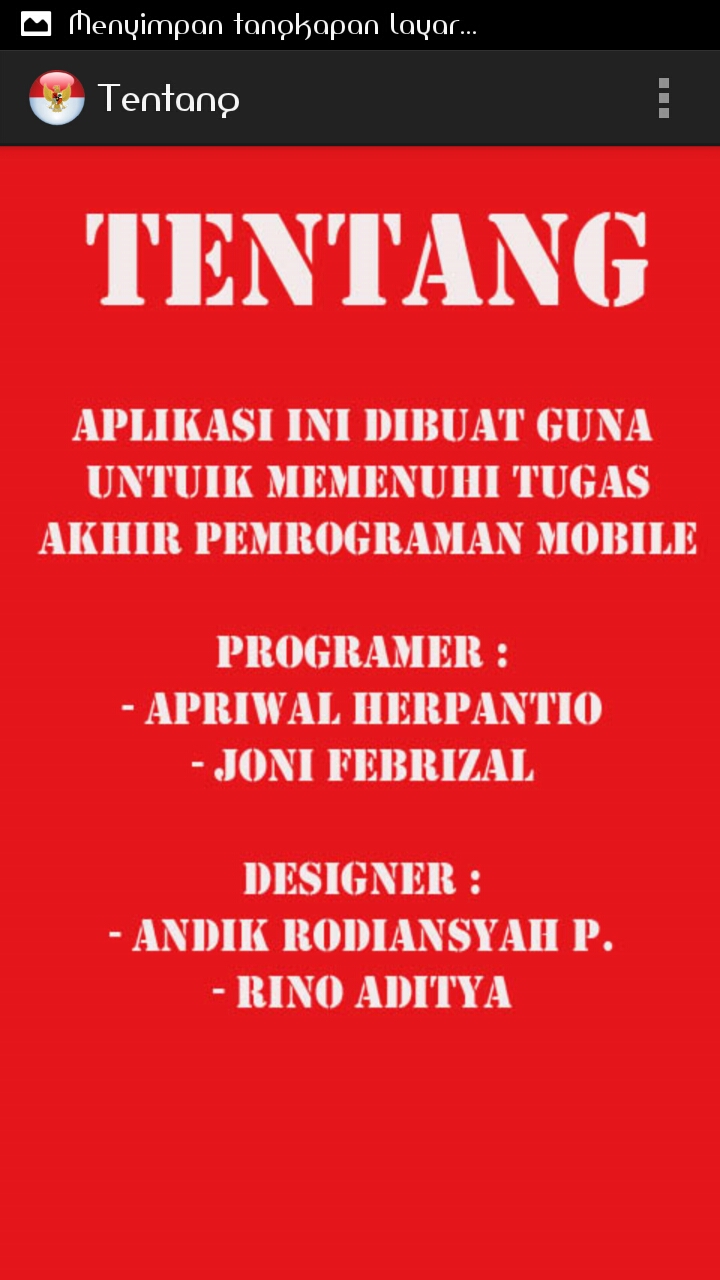 Menyimpan tangkapan layar...
Tentang
TENTANG
APLIKASI INI DIBUAT GUNA
UNTUIK MEMENUHI TUGAS
AKHIR PEMROGRAMAN MOBILE
PROGRAMER :
- APRIWAL HERPANTIO
- JONI FEBRIZAL
DESIGNER :
- ANDIK RODIANSYAH P.
- RINO ADITYA